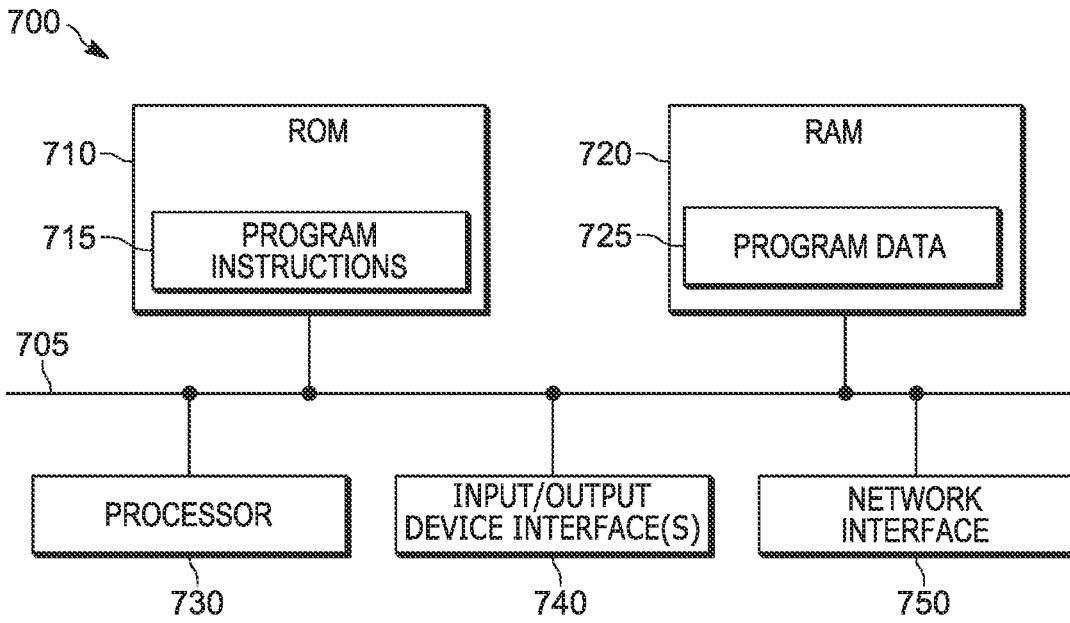 700
ROM
710
715
PROGRAM
INSTRUCTIONS
RAM
720
725
PROGRAM DATA
705
PROCESSOR
730
INPUT/OUTPUT
DEVICE INTERFACE(S)
740
NETWORK
INTERFACE
750